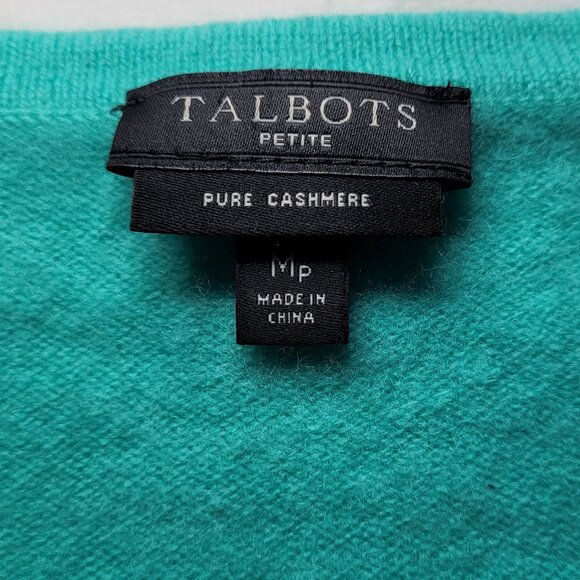 TALBOTS
PETITE
PURE CASHMERE
MP
MADE IN
CHINA